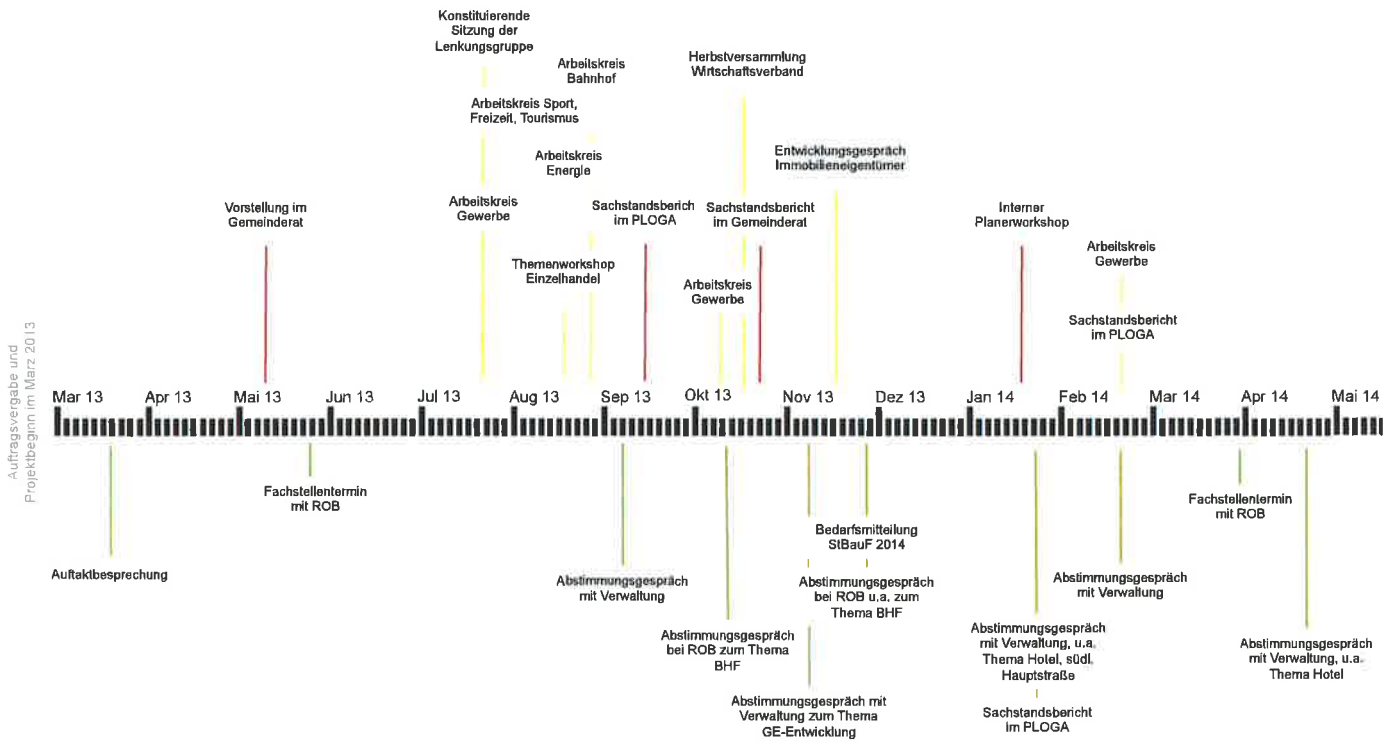 Konstituierende
Sitzung der
Lenkungsgruppe
Arbeitskreis
Bahnhof
Herbstversammlung
Wirtschaftsverband
Arbeitskreis Sport,
Freizeit, Tourismus
Arbeitskreis
Energie
Entwicklungsgespräch
Immobilieneigentümer
Vorstellung im
Gemeinderat
Arbeitskreis
Gewerbe
Sachstandsberich
im PLOGA
Sachstandsbericht
im Gemeinderat
Interner
Planerworkshop
Arbeitskreis
Gewerbe
Themenworkshop
Einzelhandel
Arbeitskreis
Gewerbe
Sachstandsbericht
im PLOGA
Auftragsvergabe und
Projektbeginn im Marz 2013
Mar 13 Apr 13 Mai 13 Jun 13 Jul 13 Aug 13 Sep 13 Okt 13 Nov 13 Dez 13 Jan 14 Feb 14 Mar 14 Apr 14 Mai 14
Auftaktbesprechung
Fachstellentermin
mit ROB
Abstimmungsgespräch
mit Verwaltung
Abstimmungsgespräch
bei ROB zum Thema
BHF
Abstimmungsgespräch mit
Verwaltung zum Thema
GE-Entwicklung
Bedarfsmitteilung
StBauF 2014
Abstimmungsgespräch
bei ROB u.a. zum
Thema BHF
Abstimmungsgespräch
mit Verwaltung, u.a.
Thema Hotel, südl.
Hauptstraße
Sachstandsbericht
im PLOGA
Abstimmungsgespräch
mit Verwaltung
Fachstellentermin
mit ROB
Abstimmungsgespräch
mit Verwaltung, u.a.
Thema Hotel